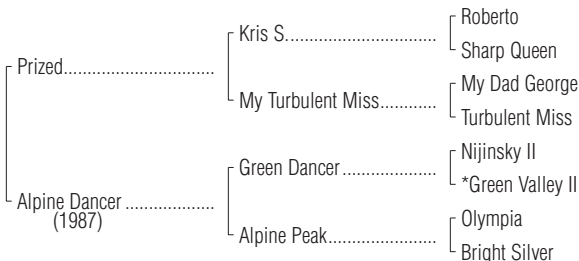 Roberto
Kris S.................................
Sharp Queen
Prized..................................
My Dad George
My Turbulent Miss............
Turbulent Miss
Nijinsky II
Green Dancer.....................
*Green Valley II
Alpine Dancer ....................
(1987)
Olympia
Alpine Peak........................
Bright Silver